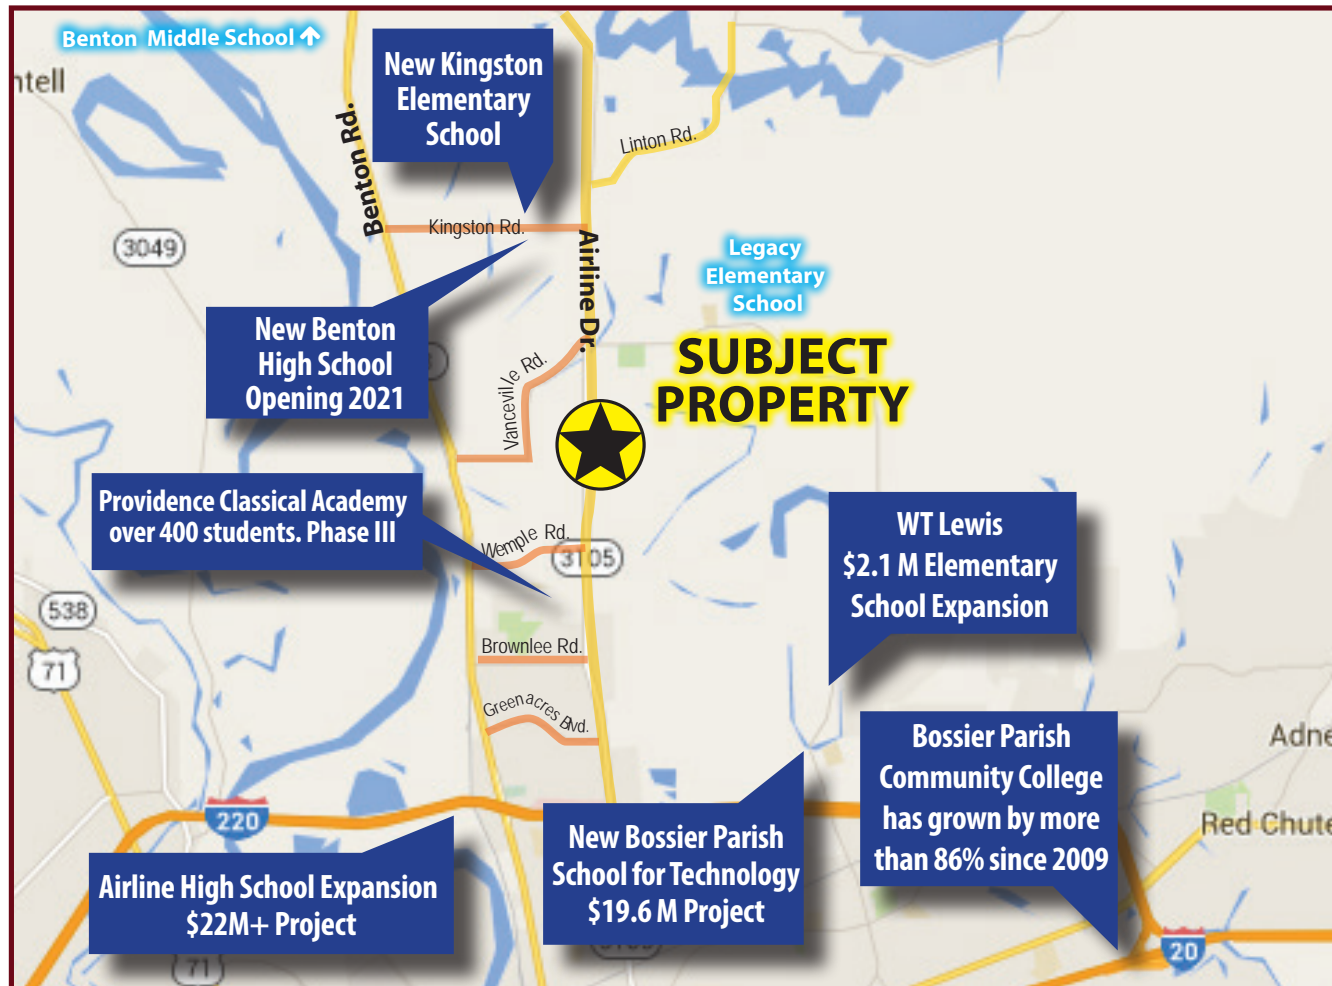 Benton Middle School ↑
ntell
New Kingston
Elementary
School
Benton Rd.
Linton Rd.
Kingston Rd.
3049
Airline Dr.
Legacy
Elementary
School
New Benton
High School
Opening 2021
SUBJECT
PROPERTY
Vanceville Rd.
Providence Classical Academy
over 400 students. Phase III
WT Lewis
$2.1 M Elementary
School Expansion
Wemple Rd.
3105
538
71
Brownlee Rd.
Greenacres Blvd.
Bossier Parish
Community College
has grown by more
than 86% since 2009
Adne
Red Chute
220
New Bossier Parish
School for Technology
$19.6 M Project
Airline High School Expansion
$22M+ Project
20
71